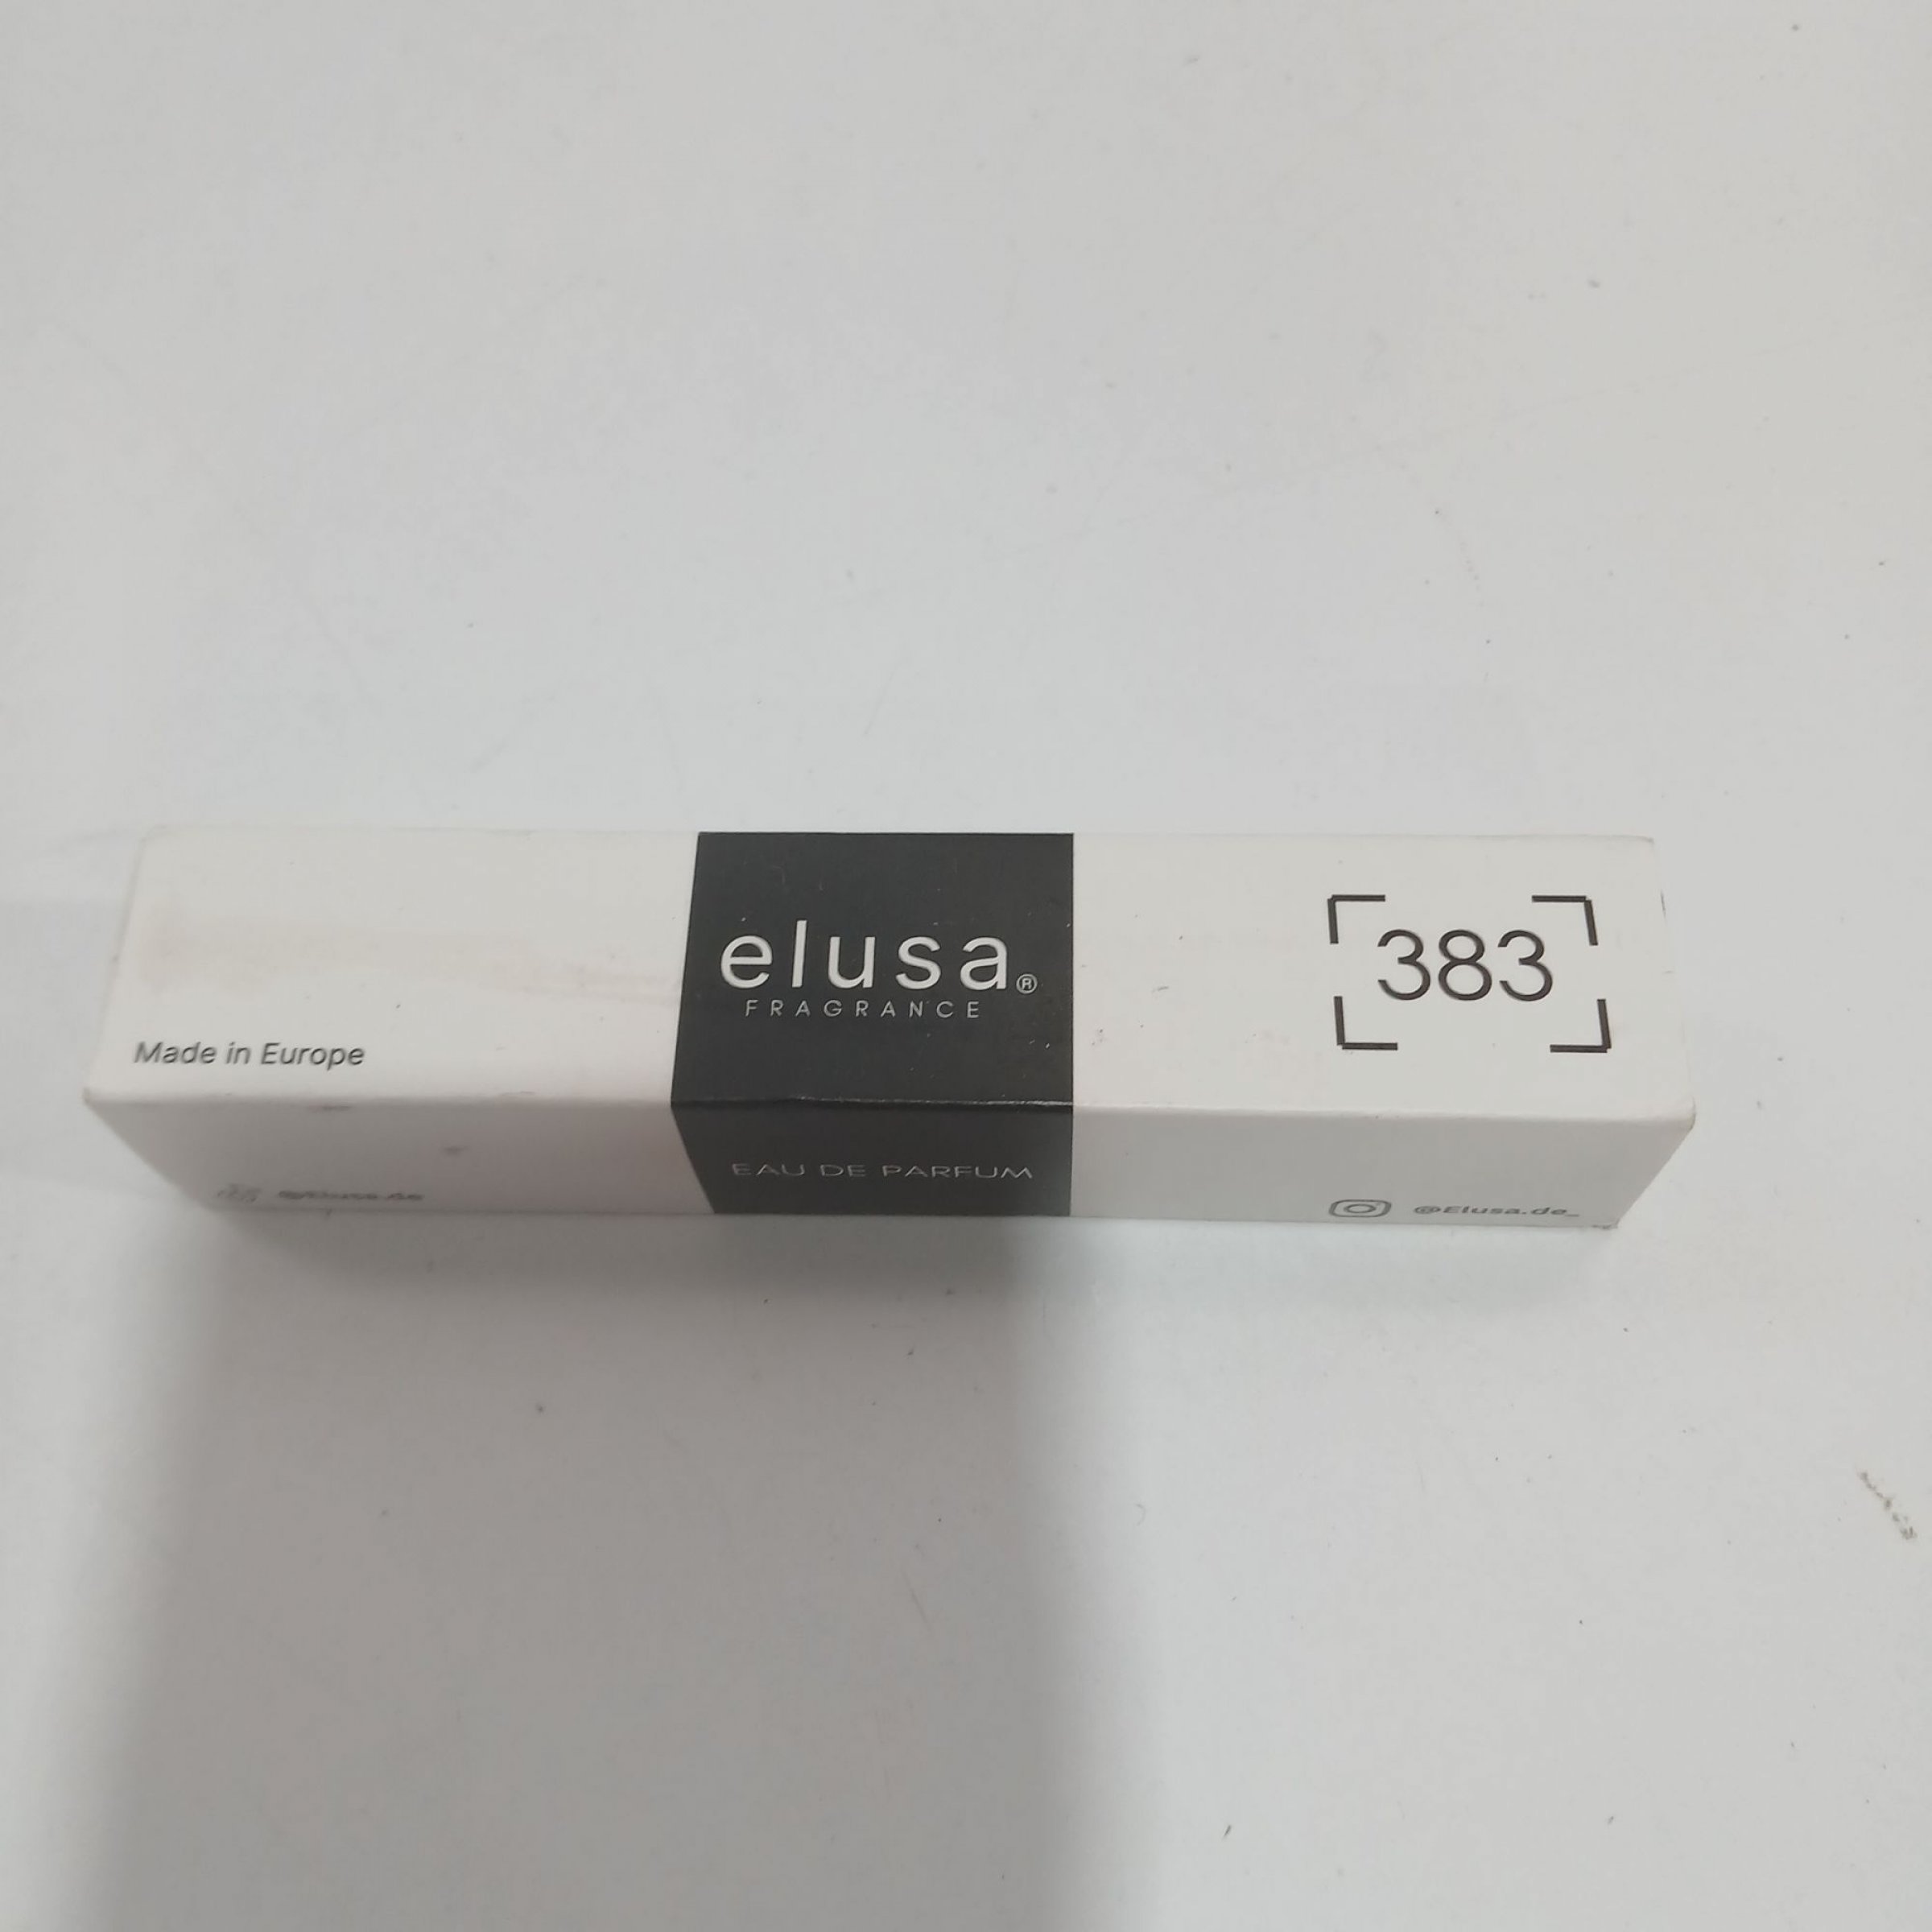 elusa®
FRAGRANCE
383
Made in Europe
EAU DE PARFUM
@Elusa.de_